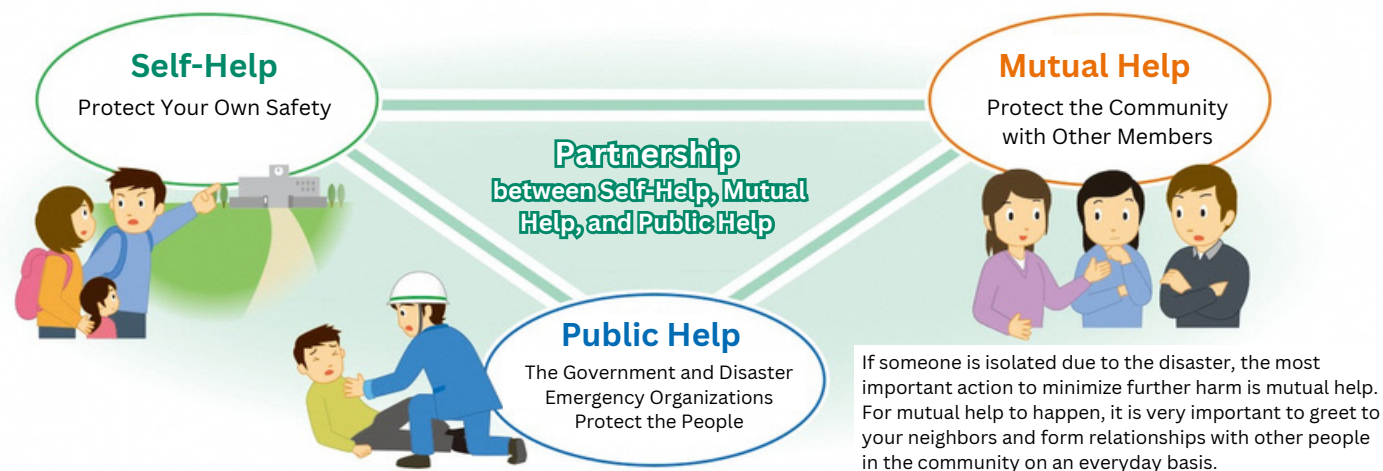 Self-Help
Protect Your Own Safety
Mutual Help
Protect the Community
with Other Members
Partnership
between Self-Help, Mutual
Help, and Public Help
Public Help
The Government and Disaster
Emergency Organizations
Protect the People
If someone is isolated due to the disaster, the most
important action to minimize further harm is mutual help.
For mutual help to happen, it is very important to greet to
your neighbors and form relationships with other people
in the community on an everyday basis.